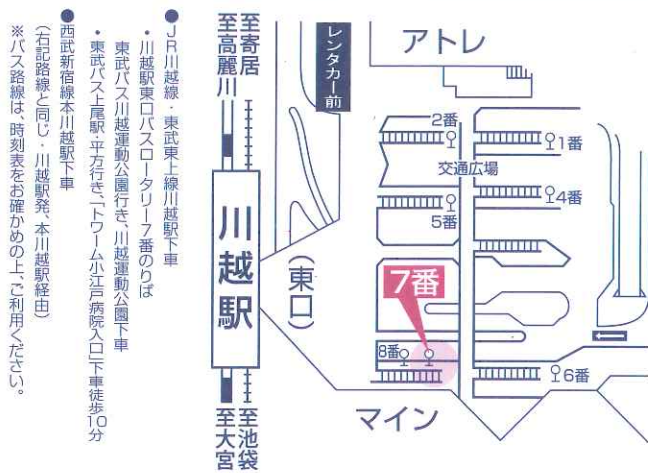 アトレ
レンタカー前
至寄居
至高麗川
2番
1番
交通広場
4番
5番
川越駅
(東口)
7番
8番
6番
マイン
至池袋
至大宮
●JR川越線・東武東上線川越駅下車
・川越駅東口バスロータリー7番のりば
東武バス川越運動公園行き、川越運動公園下車
・東武バス上尾駅・平方行き、「トワーム小江戸病院入口」下車徒歩10分
●西武新宿線本川越駅下車
(右記路線と同じ・川越駅発、本川越駅経由)
※バス路線は、時刻表をお確かめの上、ご利用ください。